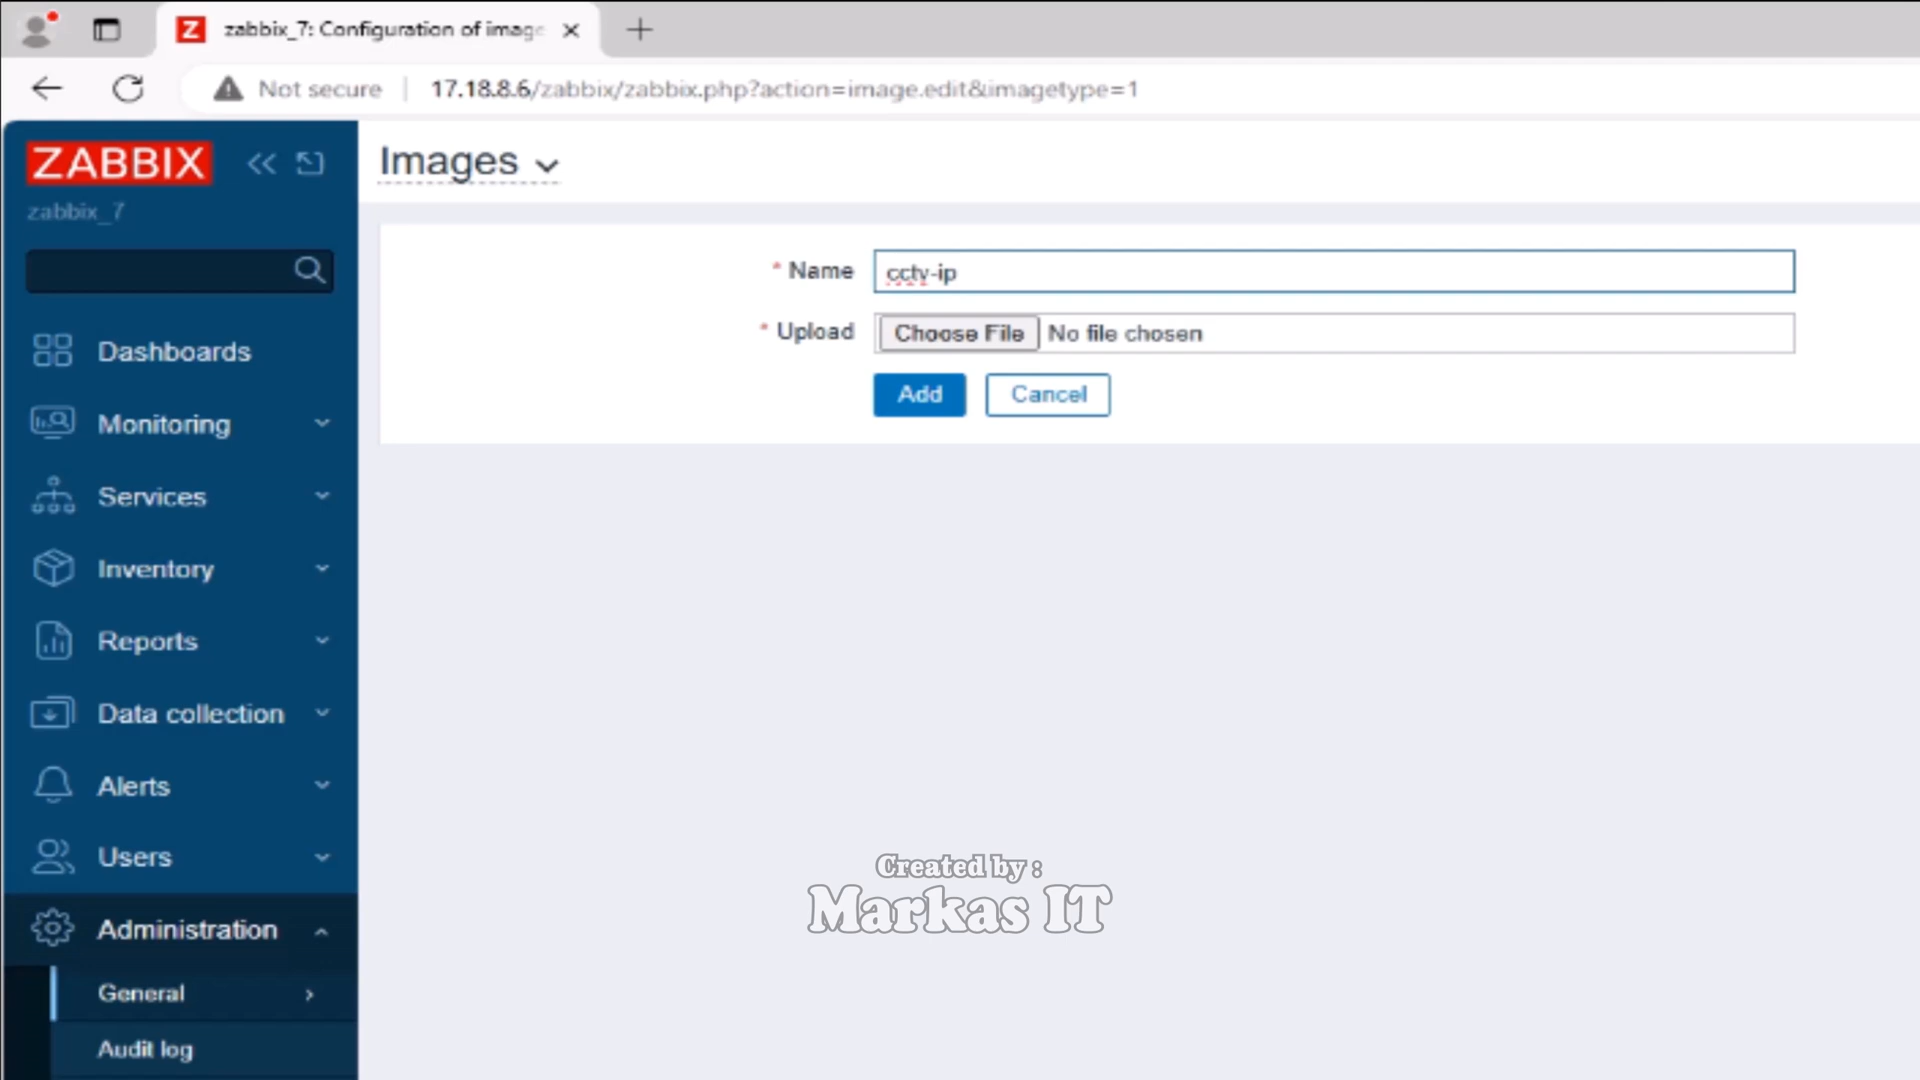 zabbix_7: Configuration of image
Not secure
17.18.8.6/zabbix/zabbix.php?action=image.edit&imagetype=1
ZABBIX
zabbix_7
Images
* Name
cctv-ip
* Upload
Choose File
No file chosen
Add
Cancel
Dashboards
Monitoring
Services
Inventory
Reports
Data collection
Alerts
Users
Administration
General
Audit log
Created by :
Markas IT